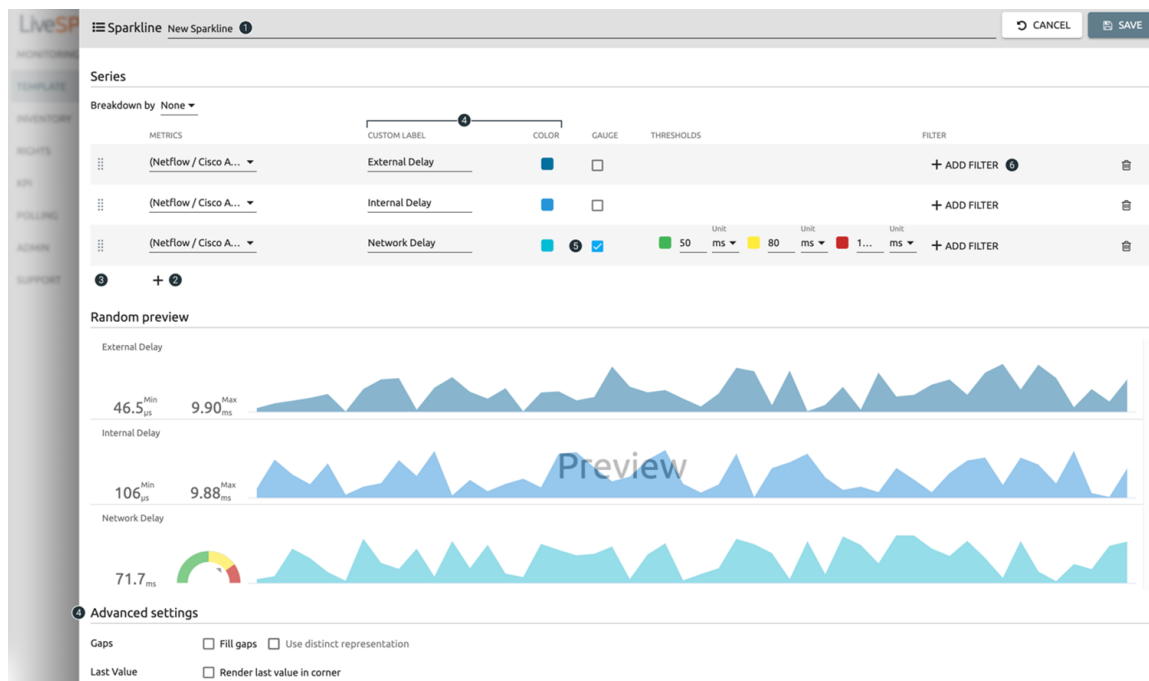 LiveSP
Sparkline New Sparkline 1
CANCEL
SAVE
MONITORING
TEMPLATE
INVENTORY
RIGHTS
KPI
POLLING
ADMIN
SUPPORT
Series
Breakdown by None
4
METRICS CUSTOM LABEL COLOR GAUGE THRESHOLDS FILTER
(Netflow / Cisco A... External Delay + ADD FILTER 6
(Netflow / Cisco A... Internal Delay + ADD FILTER
Unit Unit Unit
(Netflow / Cisco A... Network Delay 5 50 ms 80 ms 1... ms + ADD FILTER
3 + 2
Random preview
External Delay
46.5 Min µs 9.90 Max ms
Internal Delay
Preview
106 Min µs 9.88 Max ms
Network Delay
71.7 ms
4 Advanced settings
Gaps Fill gaps Use distinct representation
Last Value Render last value in corner